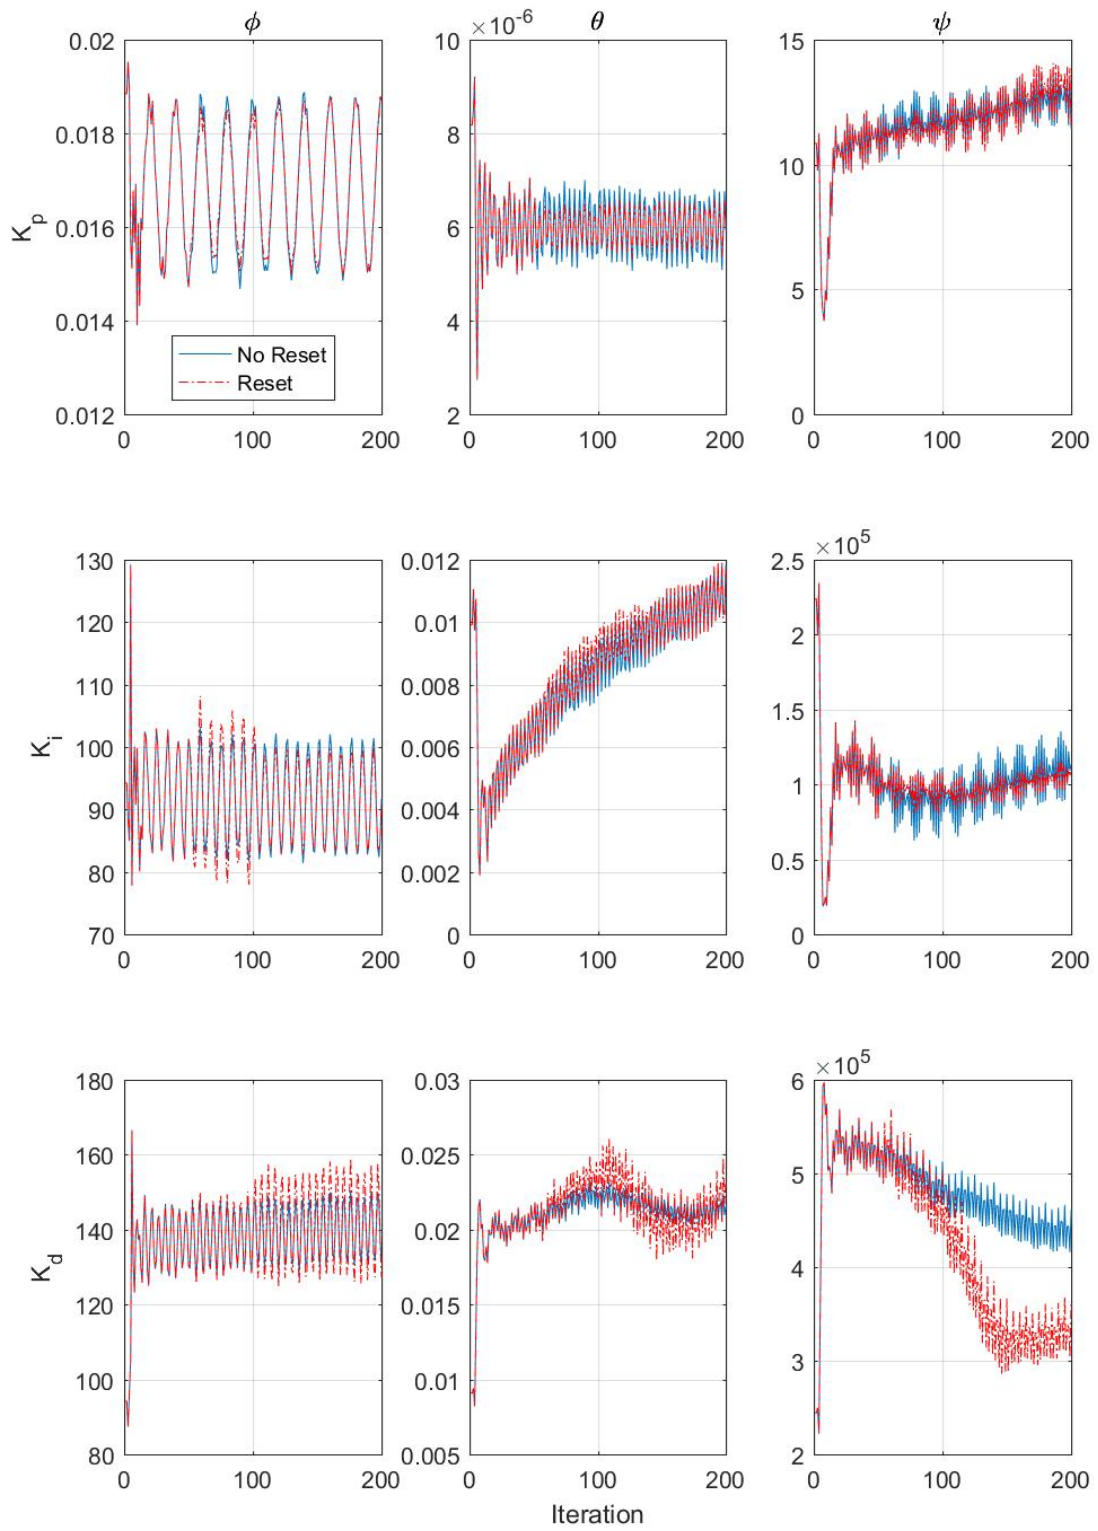 ϕ θ ψ
×10⁻⁶
0.02 10 15
0.018 8 10
K_p 0.016 6
0.014 4 5
No Reset
Reset
0.012 2 0
0 100 200 0 100 200 0 100 200
×10⁵
130 0.012 2.5
120 0.01 2
110 0.008 1.5
K_i 100 0.006 1
90 0.004
80 0.002 0.5
70 0 0
0 100 200 0 100 200 0 100 200
×10⁵
180 0.03 6
160 0.025 5
K_d 140 0.02 4
120 0.015
100 0.01 3
80 0.005 2
0 100 200 0 100 200 0 100 200
Iteration